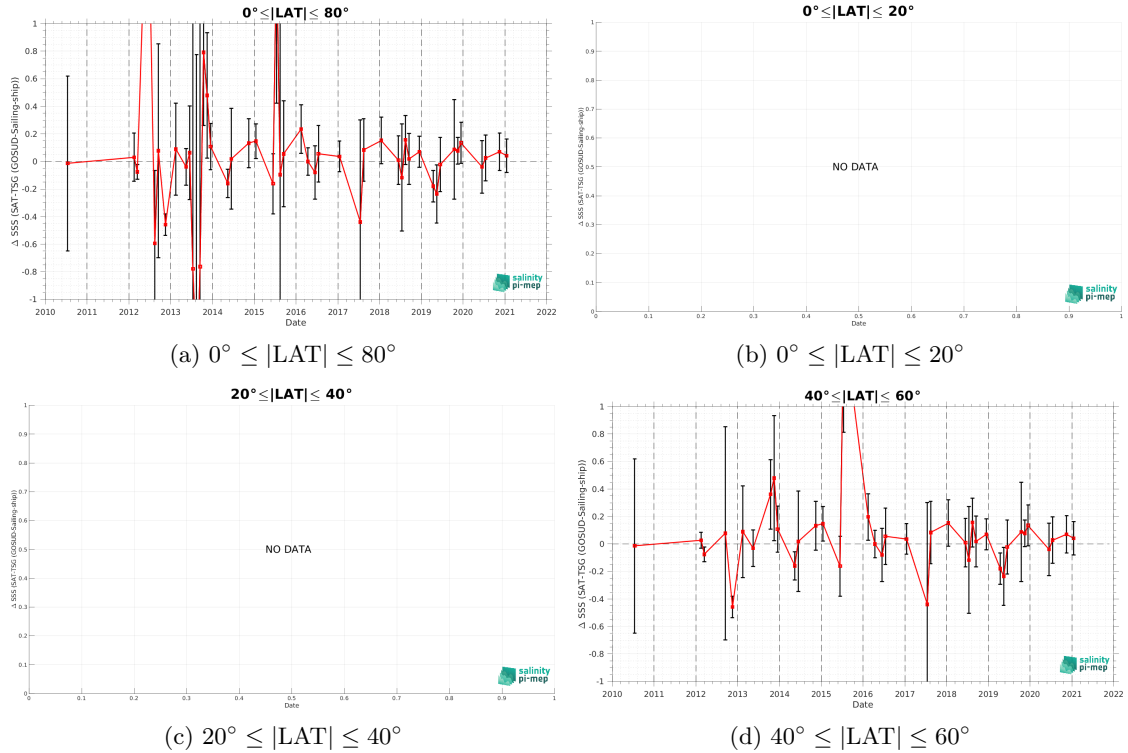 0°≤|LAT|≤ 80°
Δ SSS (SAT-TSG (GOSUD-Sailing-ship))
1
0.8
0.6
0.4
0.2
0
-0.2
-0.4
-0.6
-0.8
-1
2010 2011 2012 2013 2014 2015 2016 2017 2018 2019 2020 2021 2022
Date
salinity
pi-mep
(a) 0° ≤ |LAT| ≤ 80°
0°≤|LAT|≤ 20°
Δ SSS (SAT-TSG (GOSUD-Sailing-ship))
1
0.9
0.8
0.7
0.6
0.5
0.4
0.3
0.2
0.1
0
NO DATA
0 0.1 0.2 0.3 0.4 0.5 0.6 0.7 0.8 0.9 1
Date
salinity
pi-mep
(b) 0° ≤ |LAT| ≤ 20°
20°≤|LAT|≤ 40°
Δ SSS (SAT-TSG (GOSUD-Sailing-ship))
1
0.9
0.8
0.7
0.6
0.5
0.4
0.3
0.2
0.1
0
NO DATA
0 0.1 0.2 0.3 0.4 0.5 0.6 0.7 0.8 0.9 1
Date
salinity
pi-mep
(c) 20° ≤ |LAT| ≤ 40°
40°≤|LAT|≤ 60°
Δ SSS (SAT-TSG (GOSUD-Sailing-ship))
1
0.8
0.6
0.4
0.2
0
-0.2
-0.4
-0.6
-0.8
-1
2010 2011 2012 2013 2014 2015 2016 2017 2018 2019 2020 2021 2022
Date
salinity
pi-mep
(d) 40° ≤ |LAT| ≤ 60°